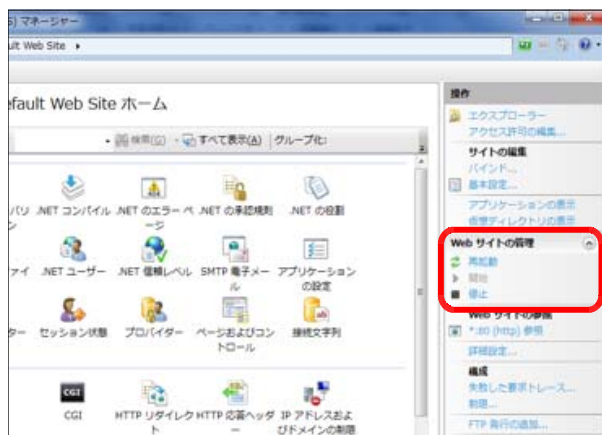 S) マネージャー
ult Web Site
efault Web Site ホーム
検索(G) すべて表示(A) グループ化:
.NET コンパイル .NET のエラー ペ .NET の承認規則 .NET の役割
ージ
.NET ユーザー .NET 信頼レベル SMTP 電子メー アプリケーション
ル の設定
セッション状態 プロバイダー ページおよびコン 接続文字列
トロール
CGI
CGI HTTP リダイレク HTTP 応答ヘッダ IP アドレスおよ
ト ー びドメインの制限
操作
エクスプローラー
アクセス許可の編集...
サイトの編集
バインド...
基本設定...
アプリケーションの表示
仮想ディレクトリの表示
Web サイトの管理
再起動
開始
停止
Web サイトの参照
*:80 (http) 参照
詳細設定...
構成
失敗した要求トレース...
制限...
FTP 発行の追加...